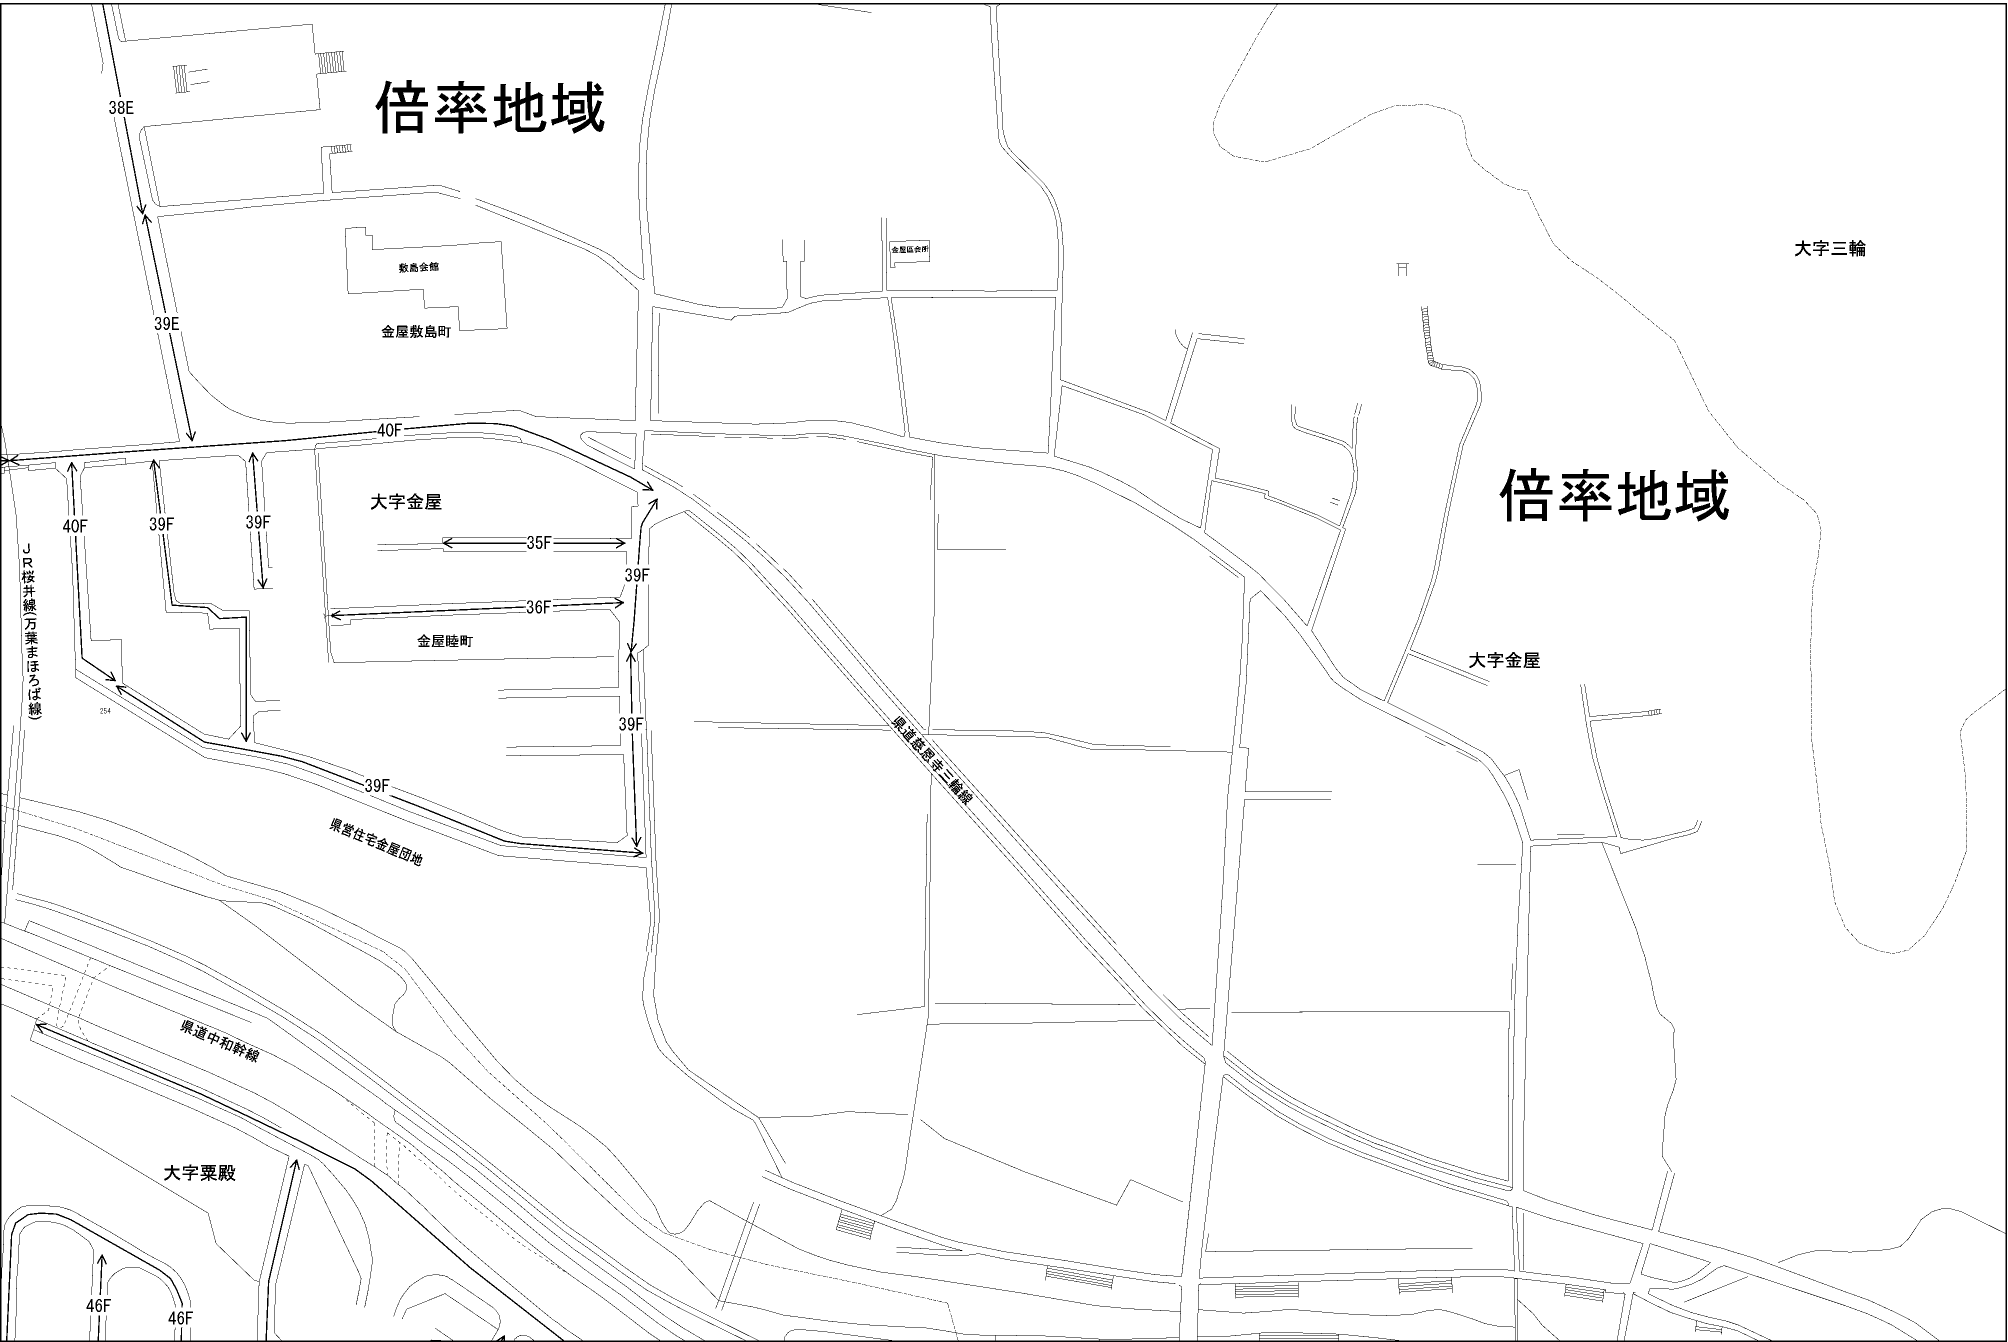 38E
倍率地域
大字三輪
金屋區会所
敷島会館
39E
金屋敷島町
40F
大字金屋
倍率地域
40F
39F
39F
35F
39F
36F
JR桜井線(万葉まほろば線)
金屋睦町
大字金屋
254
39F
県道慈恩寺三輪線
39F
県営住宅金屋団地
県道中和幹線
大字粟殿
46F
46F